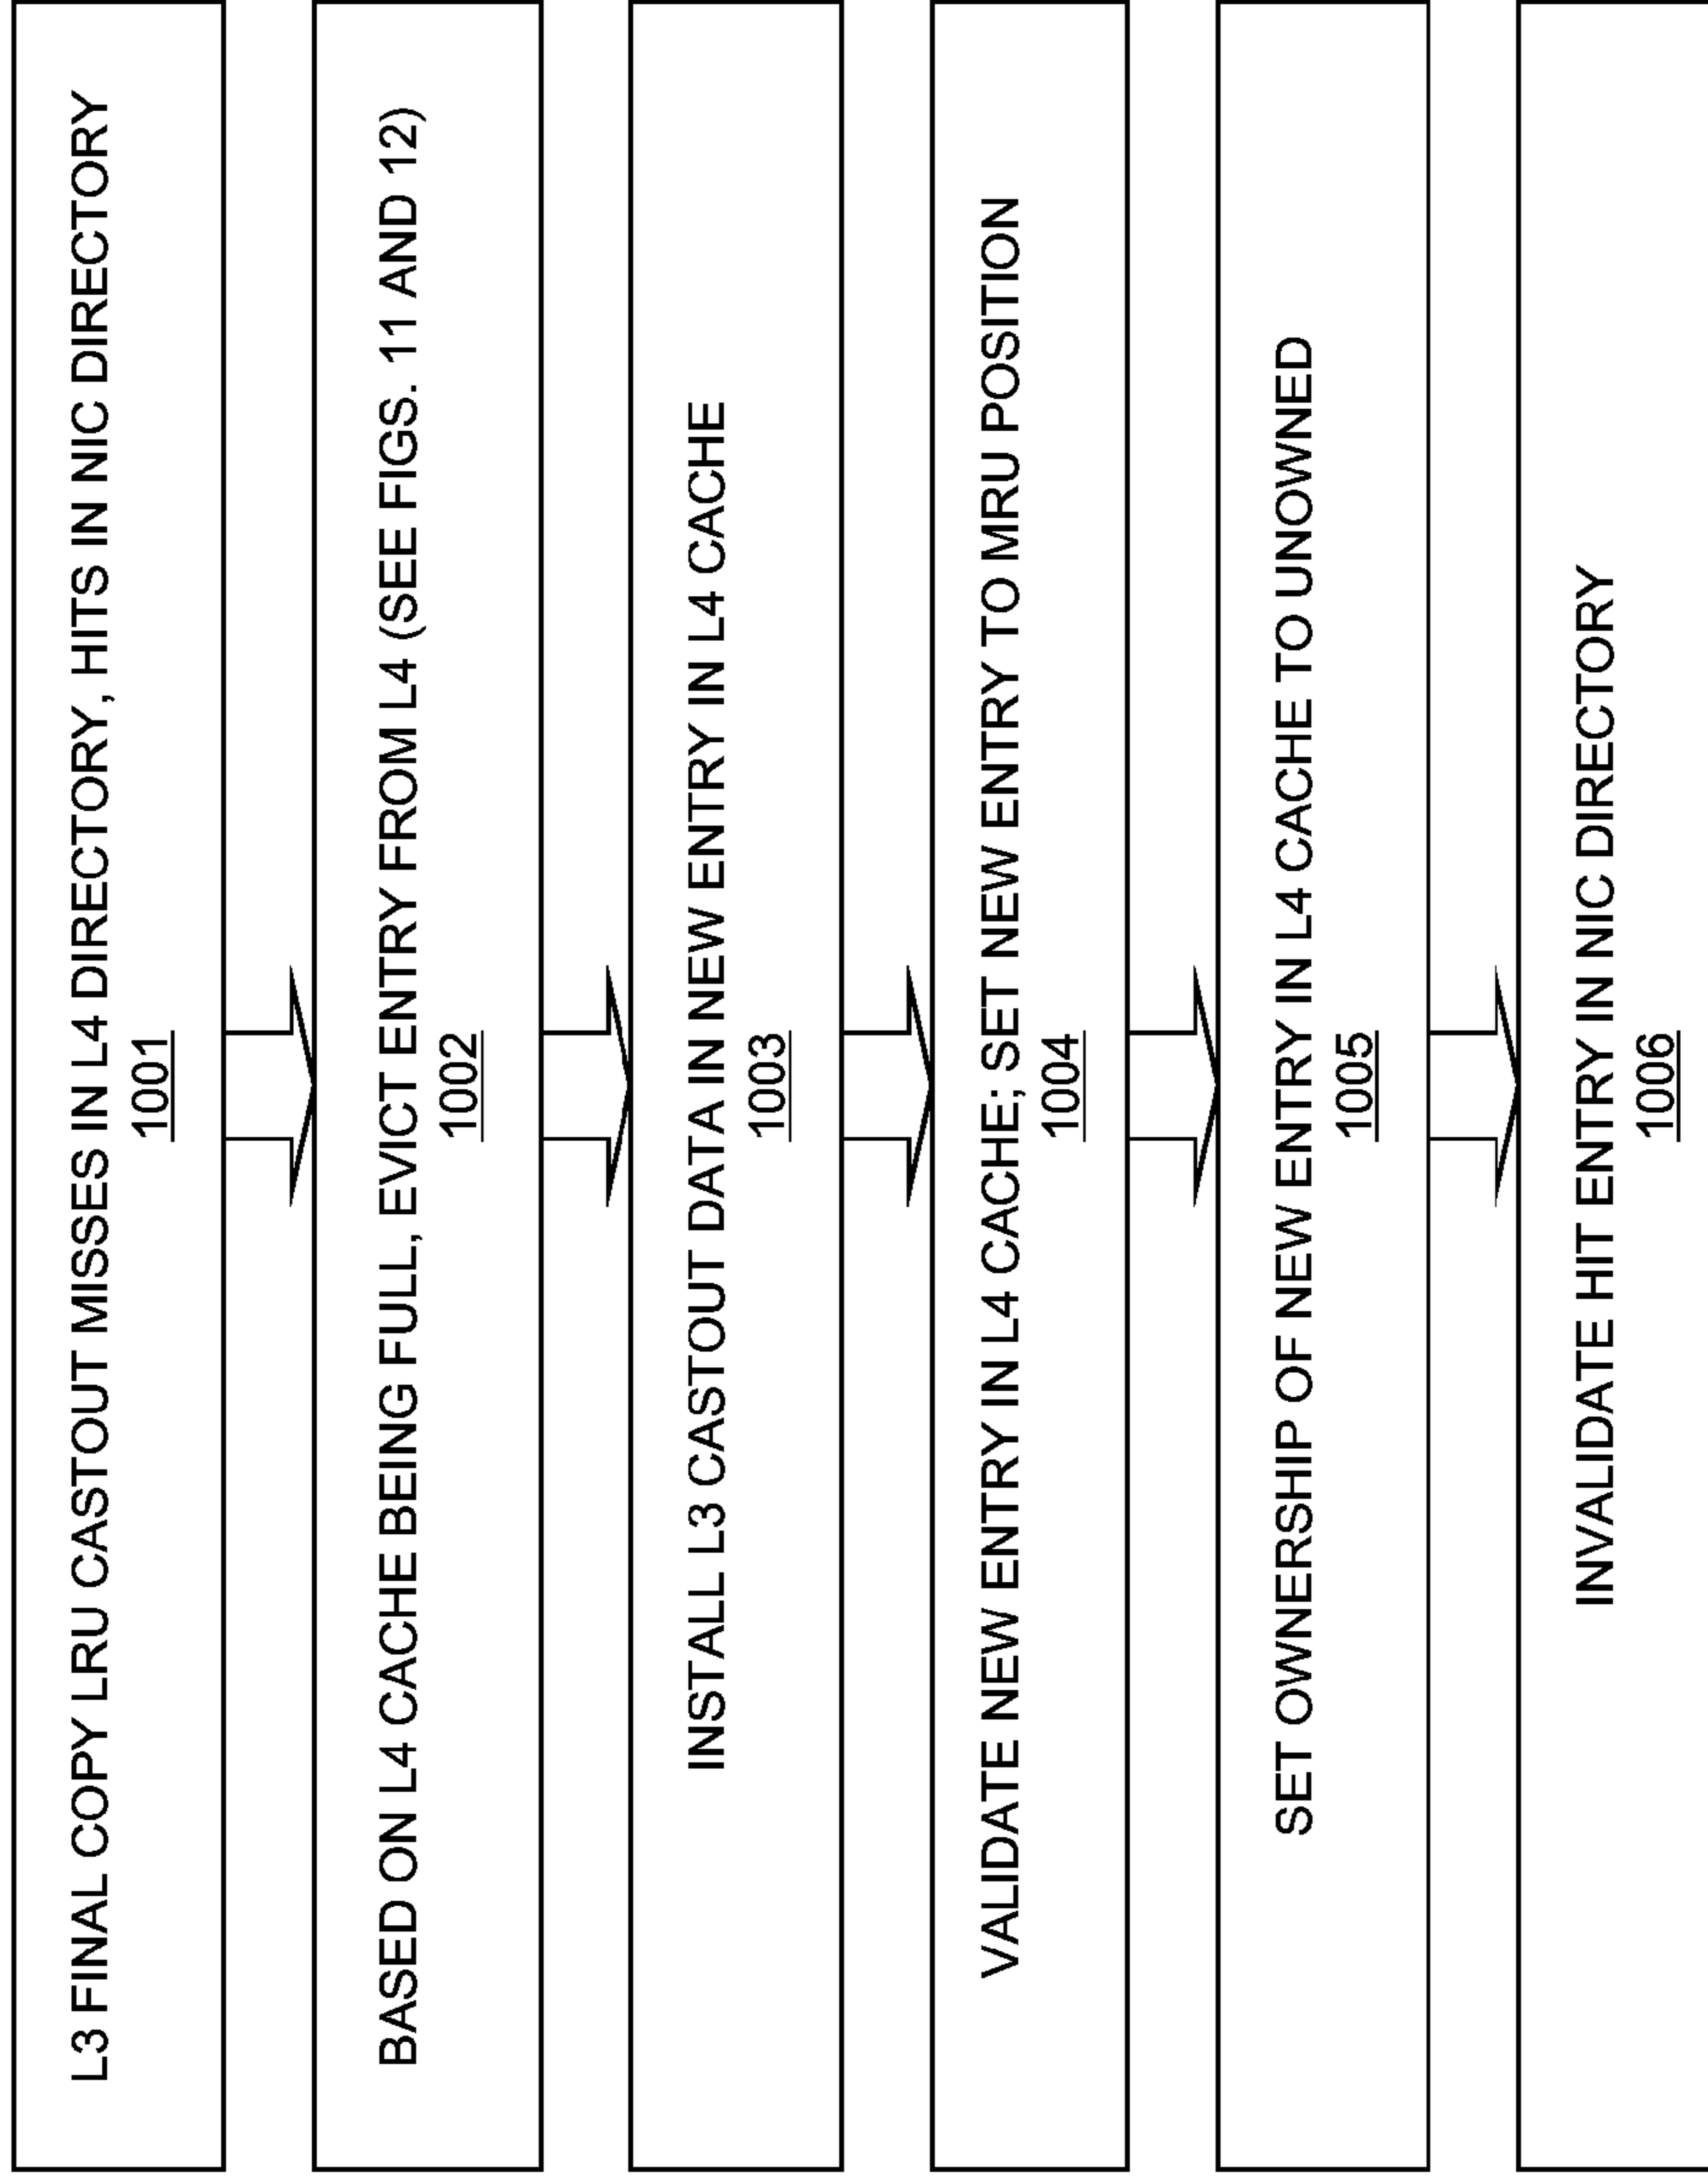 L3 FINAL COPY LRU CASTOUT MISSES IN L4 DIRECTORY, HITS IN NIC DIRECTORY
1001
BASED ON L4 CACHE BEING FULL, EVICT ENTRY FROM L4 (SEE FIGS. 11 AND 12)
1002
INSTALL L3 CASTOUT DATA IN NEW ENTRY IN L4 CACHE
1003
VALIDATE NEW ENTRY IN L4 CACHE; SET NEW ENTRY TO MRU POSITION
1004
SET OWNERSHIP OF NEW ENTRY IN L4 CACHE TO UNOWNED
1005
INVALIDATE HIT ENTRY IN NIC DIRECTORY
1006